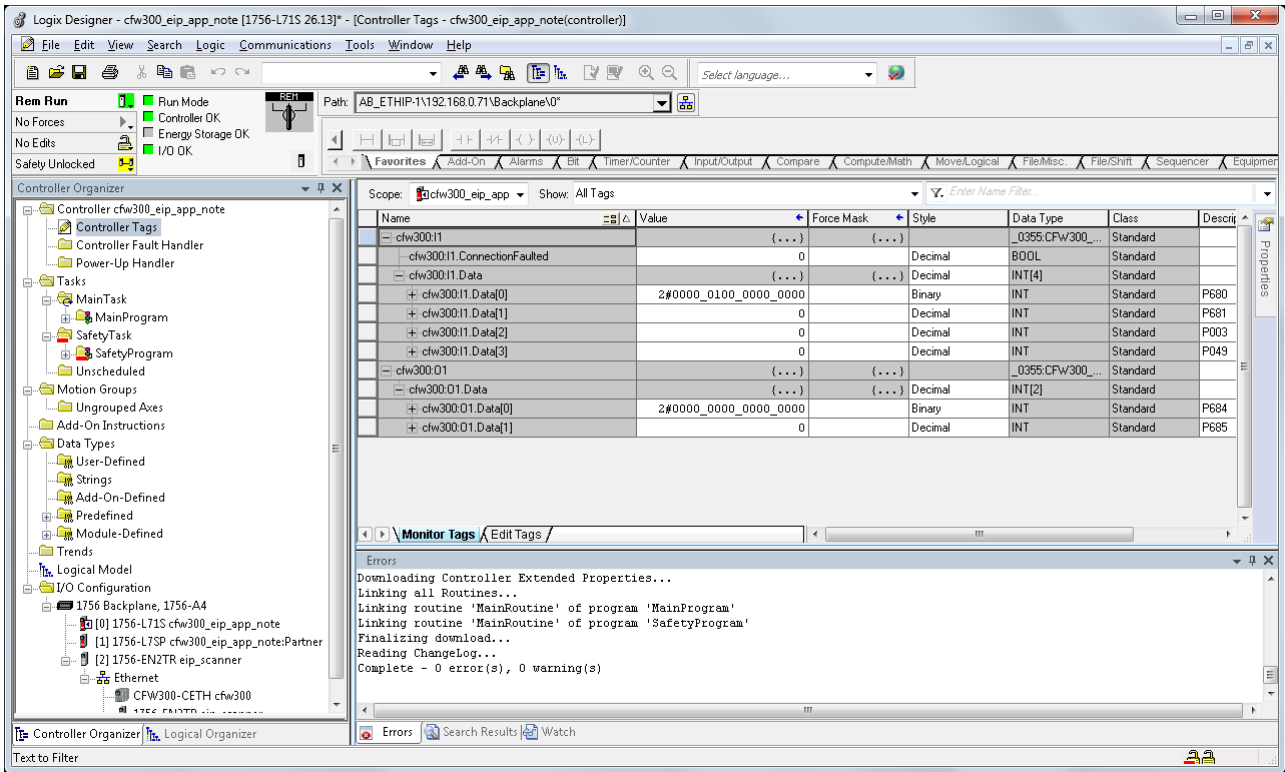 Logix Designer - cfw300_eip_app_note [1756-L71S 26.13]* - [Controller Tags - cfw300_eip_app_note(controller)]
File Edit View Search Logic Communications Tools Window Help
Select language...
Rem Run Run Mode REM Path: AB_ETHIP-1\192.168.0.71\Backplane\0*
No Forces Controller OK
Energy Storage OK
No Edits I/O OK
Safety Unlocked Favorites Add-On Alarms Bit Timer/Counter Input/Output Compare Compute/Math Move/Logical File/Misc. File/Shift Sequencer Equipmer
Controller Organizer
Controller cfw300_eip_app_note
Controller Tags
Controller Fault Handler
Power-Up Handler
Tasks
MainTask
MainProgram
SafetyTask
SafetyProgram
Unscheduled
Motion Groups
Ungrouped Axes
Add-On Instructions
Data Types
User-Defined
Strings
Add-On-Defined
Predefined
Module-Defined
Trends
Logical Model
I/O Configuration
1756 Backplane, 1756-A4
[0] 1756-L71S cfw300_eip_app_note
[1] 1756-L7SP cfw300_eip_app_note:Partner
[2] 1756-EN2TR eip_scanner
Ethernet
CFW300-CETH cfw300
1756-EN2TR eip_scanner
Controller Organizer Logical Organizer
Scope: cfw300_eip_app Show: All Tags Enter Name Filter...
Name Value Force Mask Style Data Type Class Descrip
cfw300:I1 {...} {...} _0355:CFW300_... Standard
cfw300:I1.ConnectionFaulted 0 Decimal BOOL Standard
cfw300:I1.Data {...} {...} Decimal INT[4] Standard
cfw300:I1.Data[0] 2#0000_0100_0000_0000 Binary INT Standard P680
cfw300:I1.Data[1] 0 Decimal INT Standard P681
cfw300:I1.Data[2] 0 Decimal INT Standard P003
cfw300:I1.Data[3] 0 Decimal INT Standard P049
cfw300:O1 {...} {...} _0355:CFW300_... Standard
cfw300:O1.Data {...} {...} Decimal INT[2] Standard
cfw300:O1.Data[0] 2#0000_0000_0000_0000 Binary INT Standard P684
cfw300:O1.Data[1] 0 Decimal INT Standard P685
Properties
Monitor Tags Edit Tags
Errors
Downloading Controller Extended Properties...
Linking all Routines...
Linking routine 'MainRoutine' of program 'MainProgram'
Linking routine 'MainRoutine' of program 'SafetyProgram'
Finalizing download...
Reading ChangeLog...
Complete - 0 error(s), 0 warning(s)
Errors Search Results Watch
Text to Filter